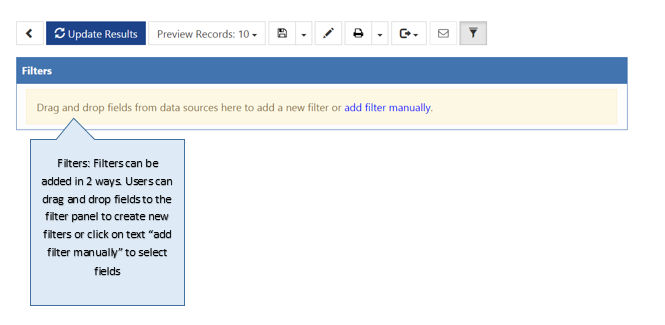 Update Results Preview Records: 10
Filters
Drag and drop fields from data sources here to add a new filter or add filter manually.
Filters: Filters can be
added in 2 ways. Users can
drag and drop fields to the
filter panel to create new
filters or click on text “add
filter manually” to select
fields